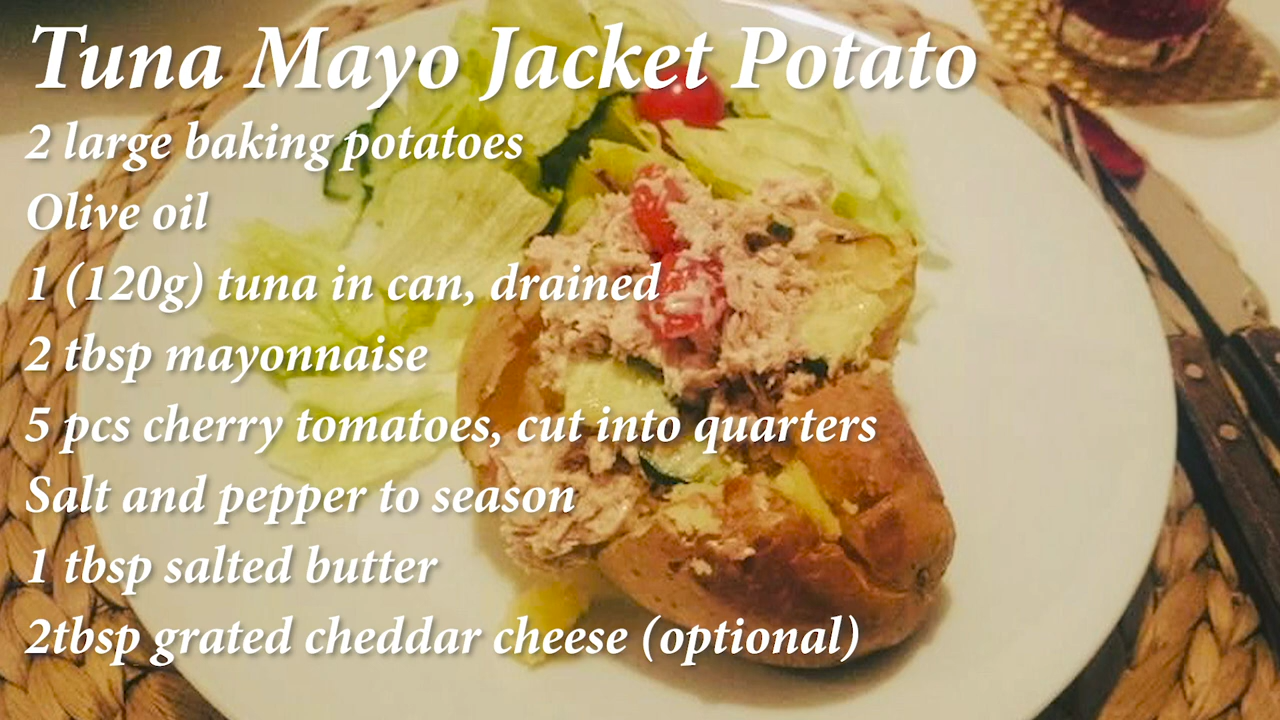 Tuna Mayo Jacket Potato
2 large baking potatoes
Olive oil
1 (120g) tuna in can, drained
2 tbsp mayonnaise
5 pcs cherry tomatoes, cut into quarters
Salt and pepper to season
1 tbsp salted butter
2tbsp grated cheddar cheese (optional)